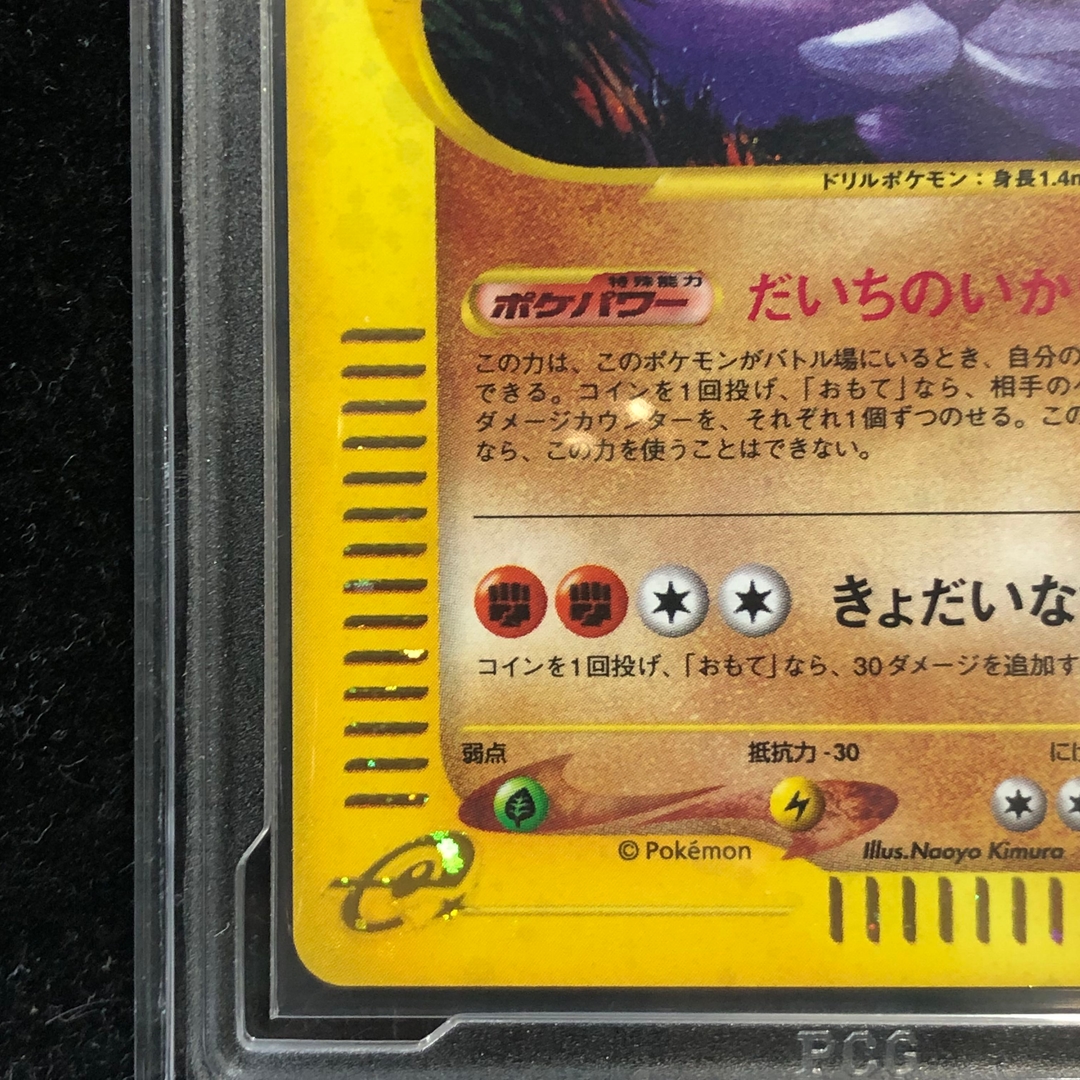 ドリルポケモン：身長1.4m
特殊能力
ポケパワー
だいちのいか
この力は、このポケモンがバトル場にいるとき、自分の
できる。コインを1回投げ、「おもて」なら、相手のベ
ダメージカウンターを、それぞれ1個ずつのせる。この
なら、この力を使うことはできない。
きょだいな
コインを1回投げ、「おもて」なら、30ダメージを追加す
弱点
抵抗力 -30
にげ
© Pokémon
Illus.Naoyo Kimura
e
PCG